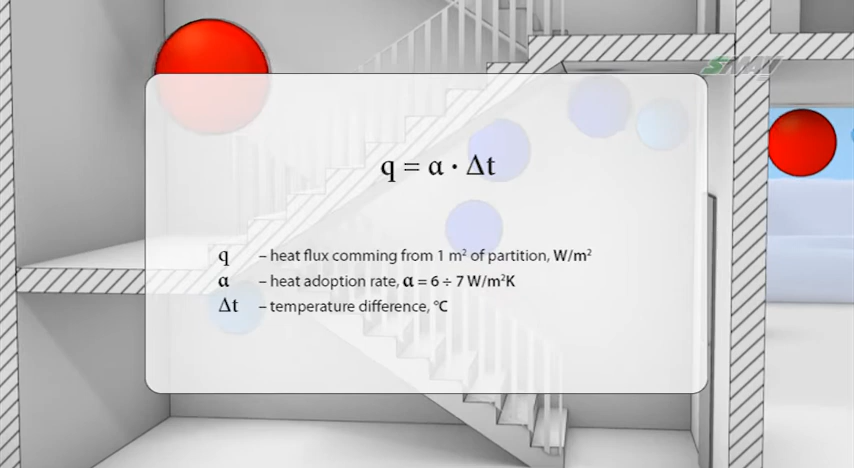 SMAY
q = α · Δt
q – heat flux comming from 1 m² of partition, W/m²
α – heat adoption rate, α = 6 ÷ 7 W/m²K
Δt – temperature difference, °C